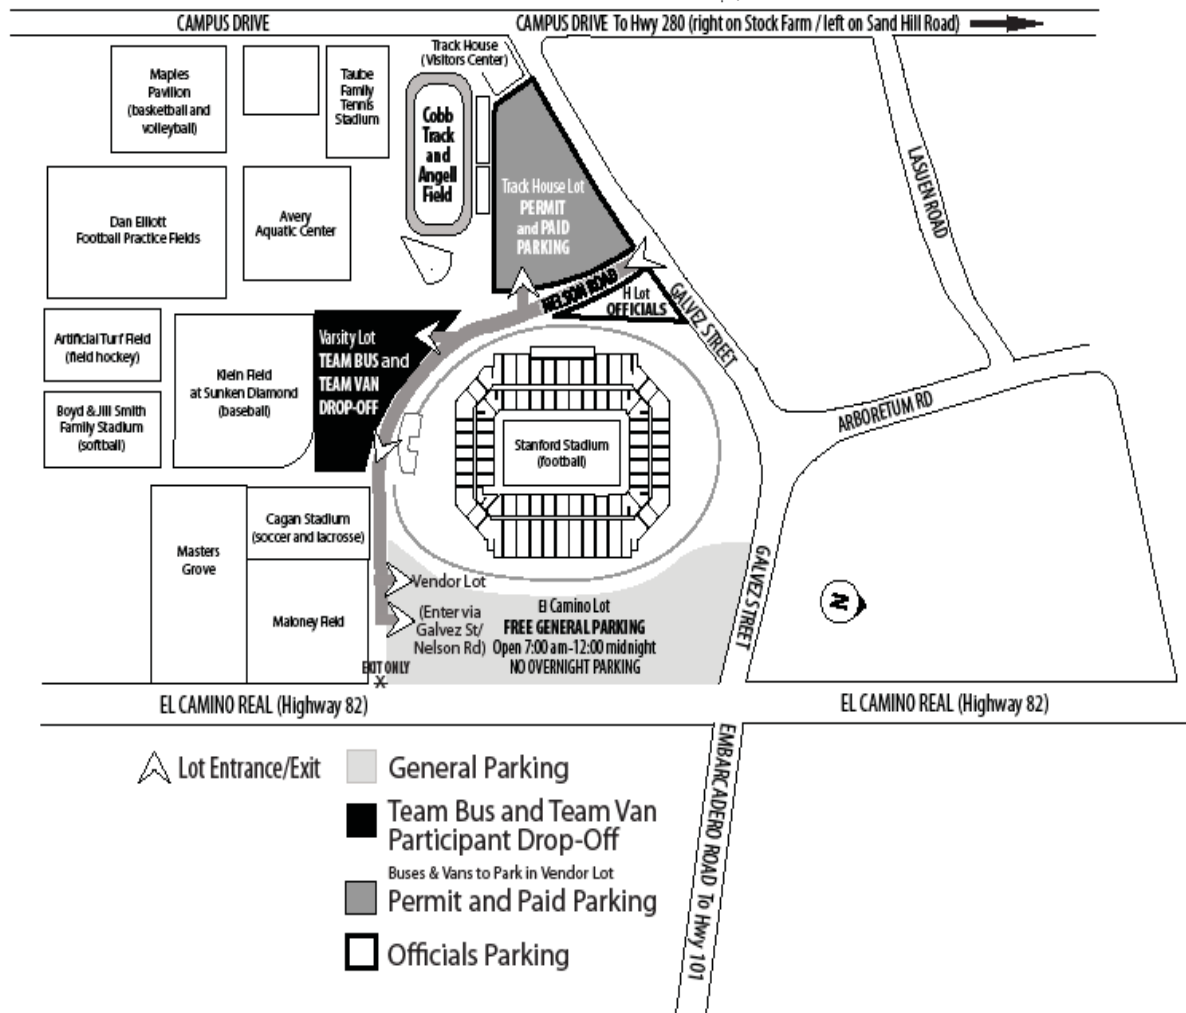 CAMPUS DRIVE
CAMPUS DRIVE To Hwy 280 (right on Stock Farm / left on Sand Hill Road)
Track House
(Visitors Center)
Maples
Pavilion
(basketball and
volleyball)
Taube
Family
Tennis
Stadium
Cobb
Track
and
Angell
Field
Track House Lot
PERMIT
and PAID
PARKING
LASUEN ROAD
Dan Elliott
Football Practice Fields
Avery
Aquatic Center
NELSON ROAD
H Lot
OFFICIALS
GALVEZ STREET
Artificial Turf Field
(field hockey)
Varsity Lot
TEAM BUS and
TEAM VAN
DROP-OFF
Klein Field
at Sunken Diamond
(baseball)
Boyd & Jill Smith
Family Stadium
(softball)
ARBORETUM RD
Stanford Stadium
(football)
Cagan Stadium
(soccer and lacrosse)
Masters
Grove
Maloney Field
Vendor Lot
(Enter via
Galvez St/
Nelson Rd)
EXIT ONLY
X
El Camino Lot
FREE GENERAL PARKING
Open 7:00 am-12:00 midnight
NO OVERNIGHT PARKING
GALVEZ STREET
N
EL CAMINO REAL (Highway 82)
EL CAMINO REAL (Highway 82)
EMBARCADERO ROAD To Hwy 101
Lot Entrance/Exit
General Parking
Team Bus and Team Van
Participant Drop-Off
Buses & Vans to Park in Vendor Lot
Permit and Paid Parking
Officials Parking